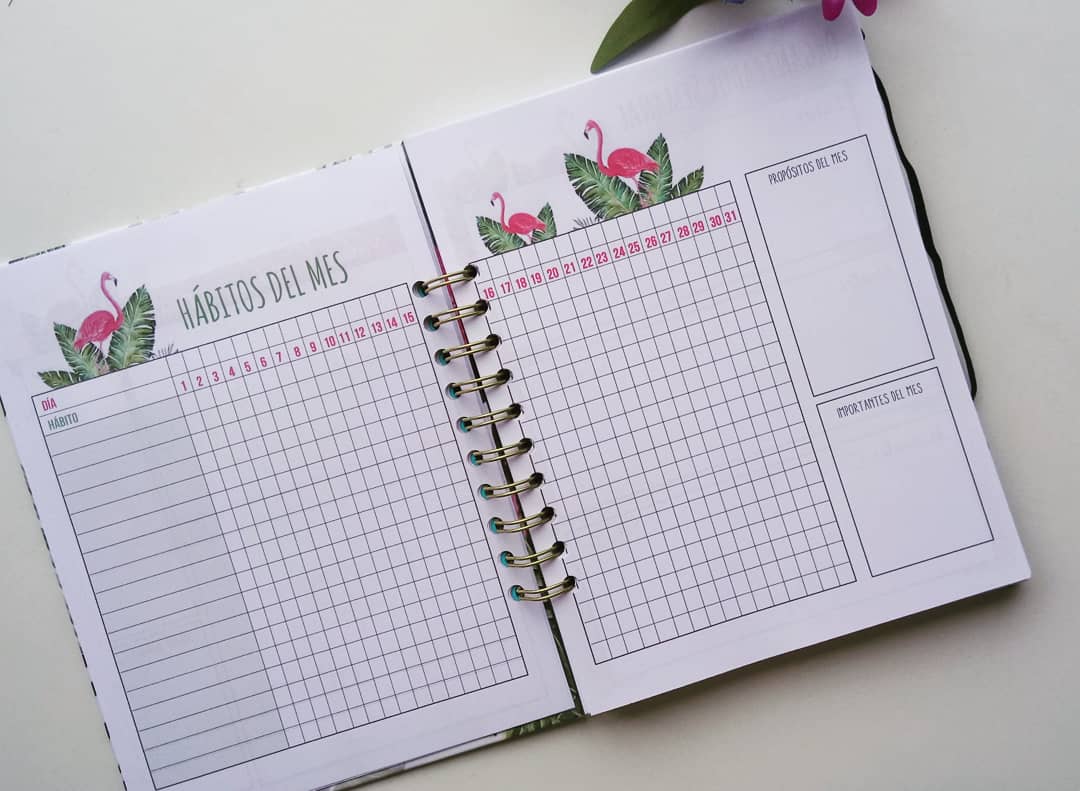 HÁBITOS DEL MES
DÍA 1 2 3 4 5 6 7 8 9 10 11 12 13 14 15
HÁBITO
16 17 18 19 20 21 22 23 24 25 26 27 28 29 30 31
PROPÓSITOS DEL MES
IMPORTANTES DEL MES